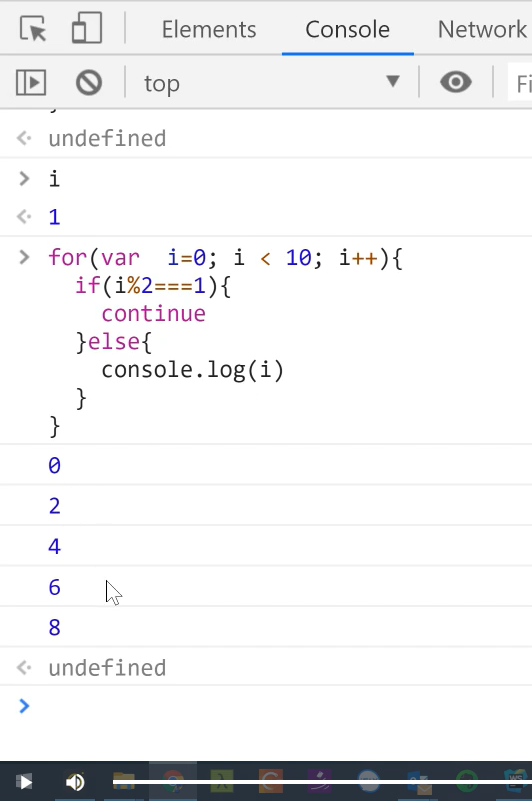 Elements Console Network
top Fi
undefined
i
1
for(var  i=0; i < 10; i++){
  if(i%2===1){
    continue
  }else{
    console.log(i)
  }
}
0
2
4
6
8
undefined